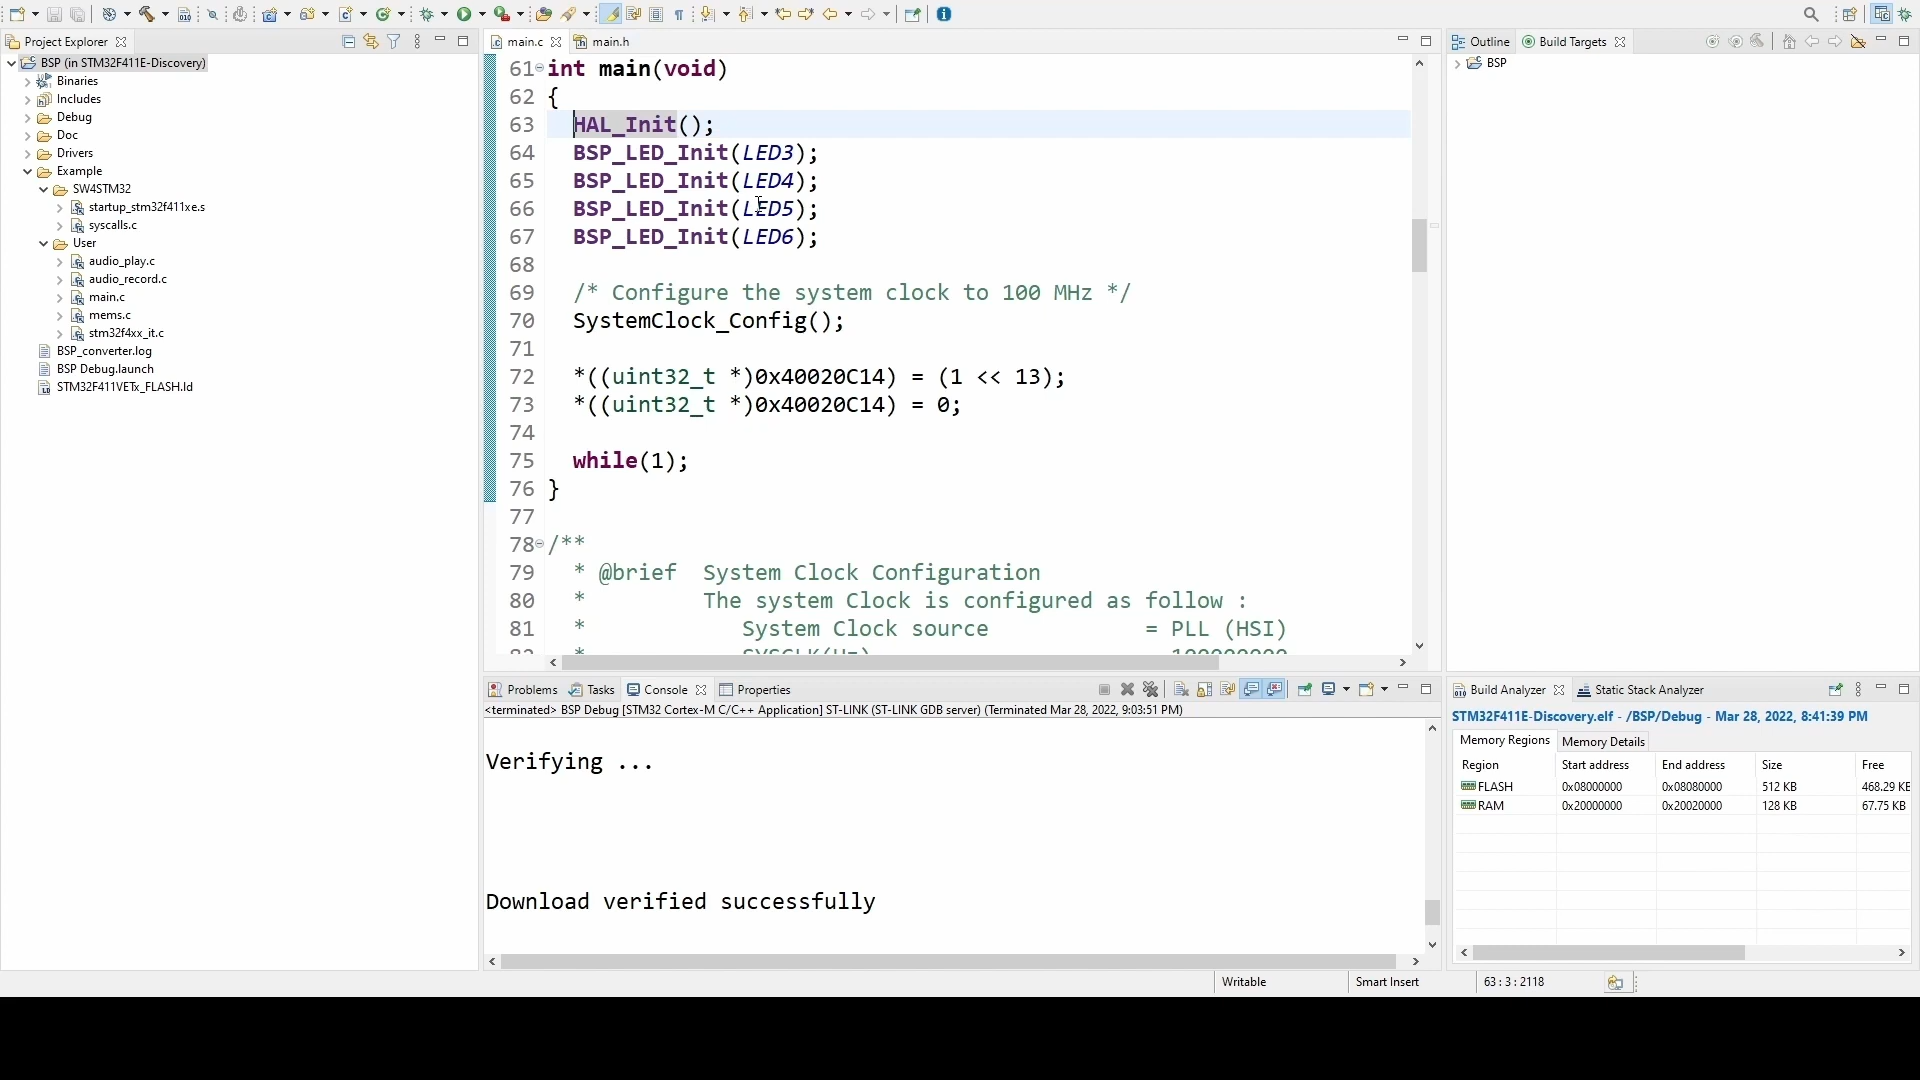 Project Explorer
main.c
main.h
Outline
Build Targets
BSP (in STM32F411E-Discovery)
Binaries
Includes
Debug
Doc
Drivers
Example
SW4STM32
startup_stm32f411xe.s
syscalls.c
User
audio_play.c
audio_record.c
main.c
mems.c
stm32f4xx_it.c
BSP_converter.log
BSP Debug.launch
STM32F411VETx_FLASH.ld
61 int main(void)
62 {
63 HAL_Init();
64 BSP_LED_Init(LED3);
65 BSP_LED_Init(LED4);
66 BSP_LED_Init(LED5);
67 BSP_LED_Init(LED6);
68
69 /* Configure the system clock to 100 MHz */
70 SystemClock_Config();
71
72 *((uint32_t *)0x40020C14) = (1 << 13);
73 *((uint32_t *)0x40020C14) = 0;
74
75 while(1);
76 }
77
78 /**
79 * @brief System Clock Configuration
80 * The system Clock is configured as follow :
81 * System Clock source = PLL (HSI)
BSP
Problems
Tasks
Console
Properties
<terminated> BSP Debug [STM32 Cortex-M C/C++ Application] ST-LINK (ST-LINK GDB server) (Terminated Mar 28, 2022, 9:03:51 PM)
Verifying ...
Download verified successfully
Build Analyzer
Static Stack Analyzer
STM32F411E-Discovery.elf - /BSP/Debug - Mar 28, 2022, 8:41:39 PM
Memory Regions
Memory Details
Region Start address End address Size Free
FLASH 0x08000000 0x08080000 512 KB 468.29 KB
RAM 0x20000000 0x20020000 128 KB 67.75 KB
Writable
Smart Insert
63 : 3 : 2118